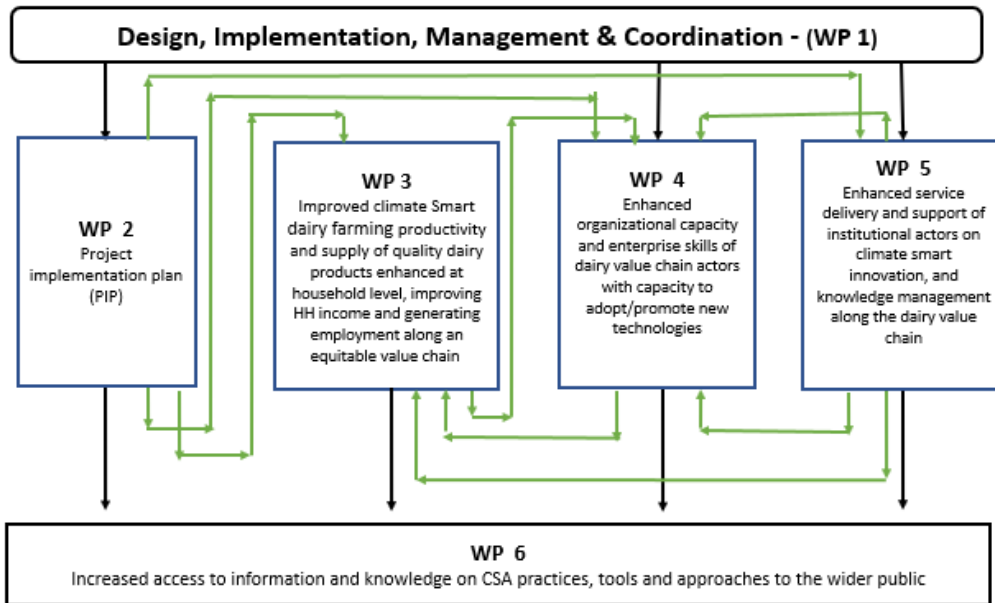 Design, Implementation, Management & Coordination - (WP 1)
WP 2
Project
implementation plan
(PIP)
WP 3
Improved climate Smart
dairy farming productivity
and supply of quality dairy
products enhanced at
household level, improving
HH income and generating
employment along an
equitable value chain
WP 4
Enhanced
organizational capacity
and enterprise skills of
dairy value chain actors
with capacity to
adopt/promote new
technologies
WP 5
Enhanced service
delivery and support of
institutional actors on
climate smart
innovation, and
knowledge management
along the dairy value
chain
WP 6
Increased access to information and knowledge on CSA practices, tools and approaches to the wider public